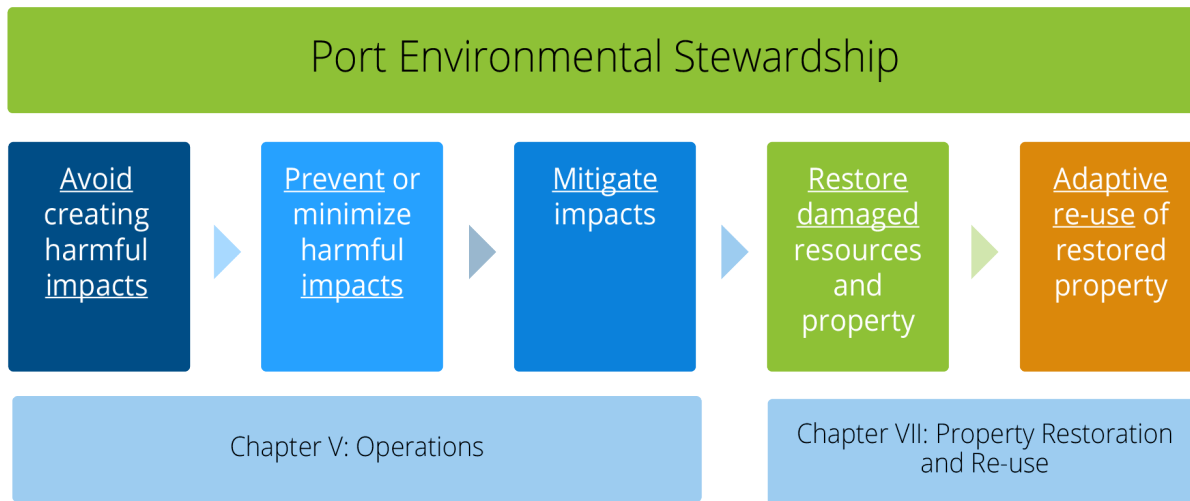 Port Environmental Stewardship
Avoid
creating
harmful
impacts
Prevent or
minimize
harmful
impacts
Mitigate
impacts
Restore
damaged
resources
and
property
Adaptive
re-use of
restored
property
Chapter V: Operations
Chapter VII: Property Restoration
and Re-use